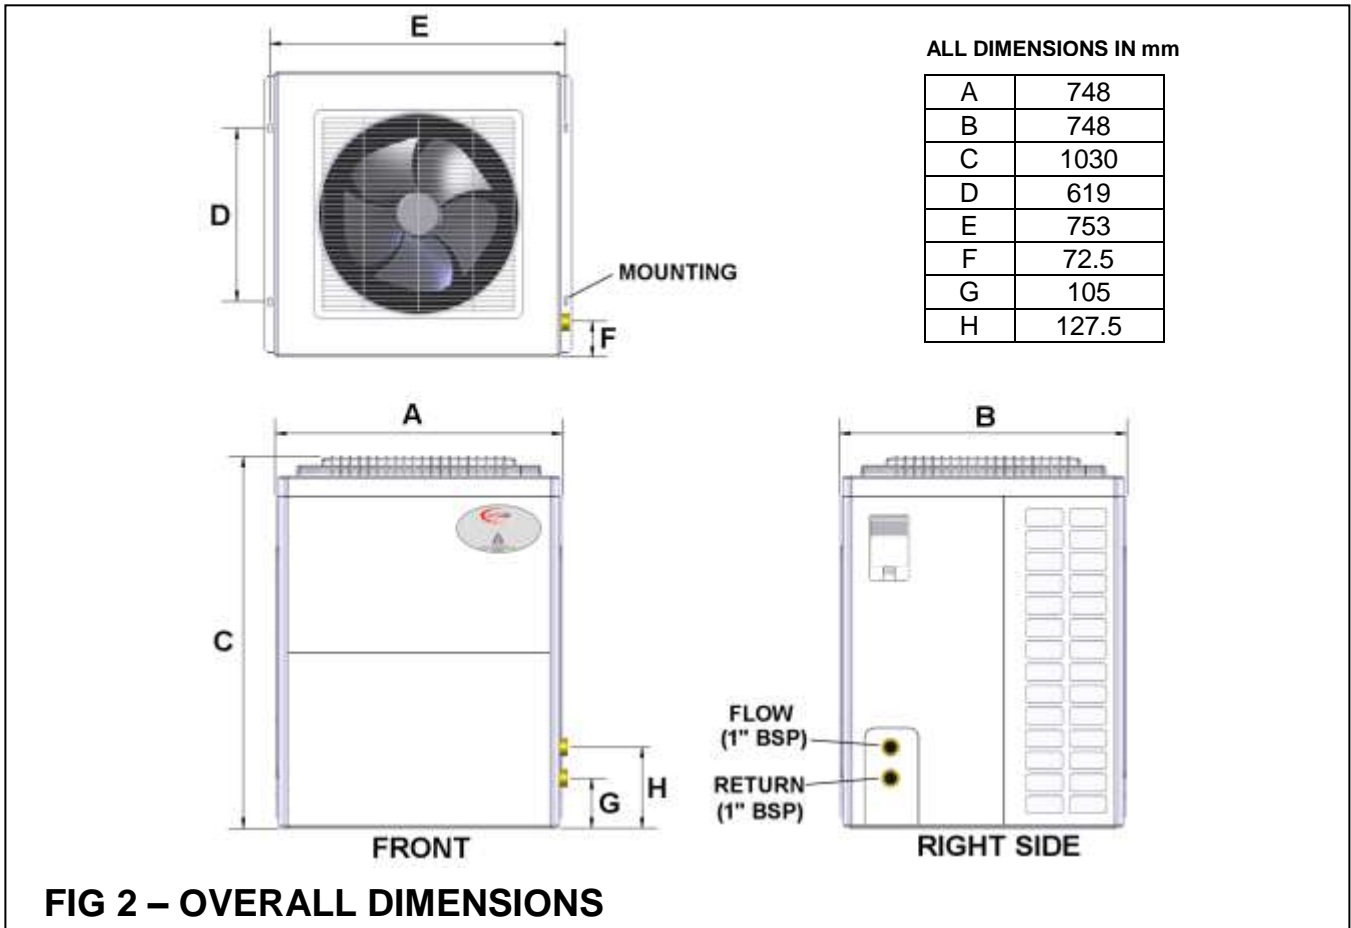 E
ALL DIMENSIONS IN mm
A 748
B 748
C 1030
D 619
E 753
F 72.5
G 105
H 127.5
D
MOUNTING
F
A
B
C
FLOW
(1" BSP)
RETURN
(1" BSP)
H
G
FRONT
RIGHT SIDE
FIG 2 – OVERALL DIMENSIONS